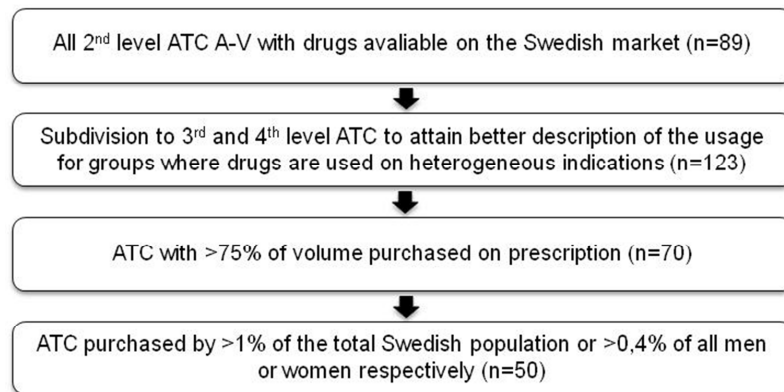 All 2nd level ATC A-V with drugs avaliable on the Swedish market (n=89)
Subdivision to 3rd and 4th level ATC to attain better description of the usage
for groups where drugs are used on heterogeneous indications (n=123)
ATC with >75% of volume purchased on prescription (n=70)
ATC purchased by >1% of the total Swedish population or >0,4% of all men
or women respectively (n=50)